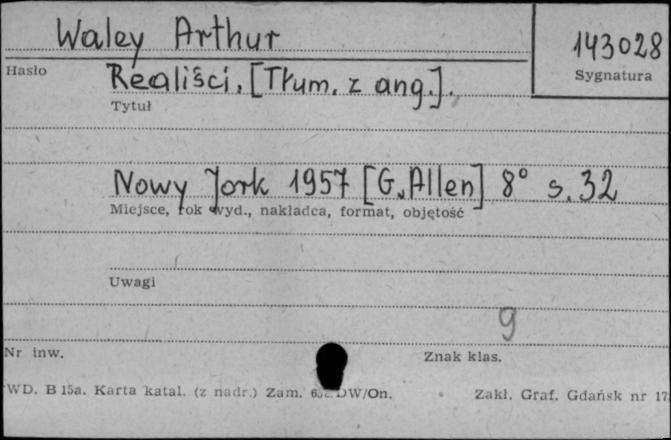 Waley Arthur
143028
Hasło
Sygnatura
Realiści. [Tłum. z ang.].
Tytuł
Nowy Jork 1957 [G. Allen] 8° s. 32
Miejsce, rok wyd., nakładca, format, objętość
Uwagi
9
Nr inw.
Znak klas.
WD. B 15a. Karta katal. (z nadr.) Zam. DW/On.
Zakł. Graf. Gdańsk nr 17